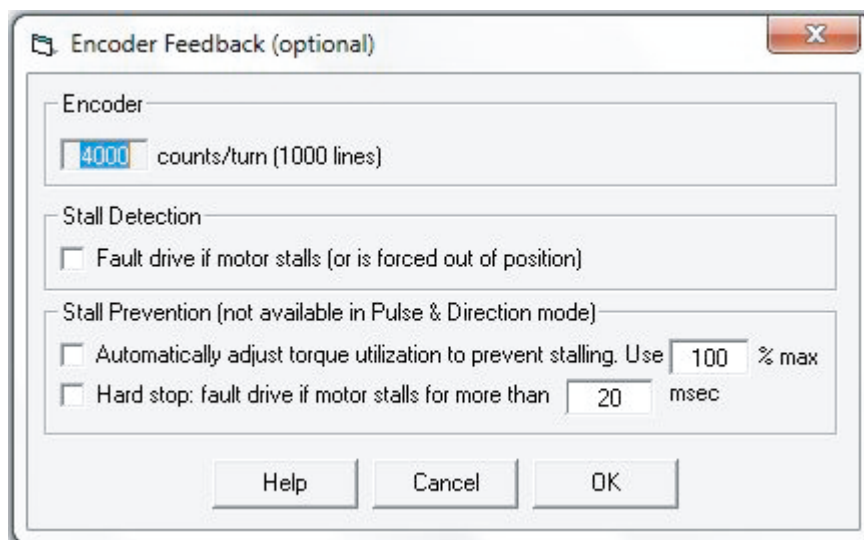 Encoder Feedback (optional)
Encoder
4000 counts/turn (1000 lines)
Stall Detection
Fault drive if motor stalls (or is forced out of position)
Stall Prevention (not available in Pulse & Direction mode)
Automatically adjust torque utilization to prevent stalling. Use 100 % max
Hard stop: fault drive if motor stalls for more than 20 msec
Help Cancel OK